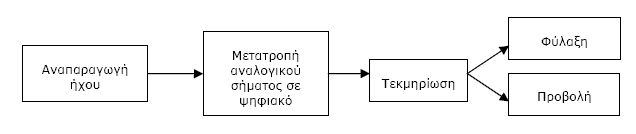 Αναπαραγωγή
ήχου
Μετατροπή
αναλογικού
σήματος σε
ψηφιακό
Τεκμηρίωση
Φύλαξη
Προβολή